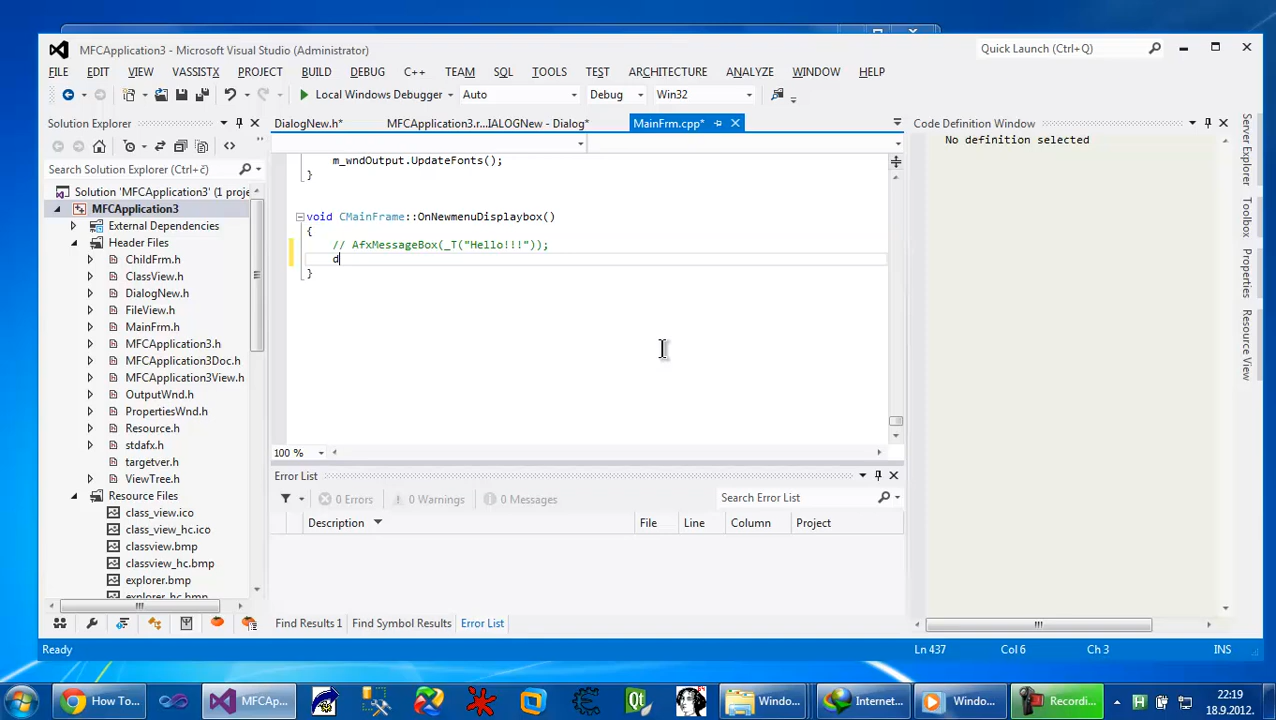 MFCApplication3 - Microsoft Visual Studio (Administrator)
Quick Launch (Ctrl+Q)
FILE EDIT VIEW VASSISTX PROJECT BUILD DEBUG C++ TEAM SQL TOOLS TEST ARCHITECTURE ANALYZE WINDOW HELP
Local Windows Debugger Auto Debug Win32
Solution Explorer
DialogNew.h* MFCApplication3.r...IALOGNew - Dialog* MainFrm.cpp*
Code Definition Window
No definition selected
Search Solution Explorer (Ctrl+č)
Solution 'MFCApplication3' (1 proje
MFCApplication3
External Dependencies
Header Files
ChildFrm.h
ClassView.h
DialogNew.h
FileView.h
MainFrm.h
MFCApplication3.h
MFCApplication3Doc.h
MFCApplication3View.h
OutputWnd.h
PropertiesWnd.h
Resource.h
stdafx.h
targetver.h
ViewTree.h
Resource Files
class_view.ico
class_view_hc.ico
classview.bmp
classview_hc.bmp
explorer.bmp
explorer_hc.bmp
m_wndOutput.UpdateFonts();
}
void CMainFrame::OnNewmenuDisplaybox()
{
// AfxMessageBox(_T("Hello!!!"));
d
}
100 %
Error List
0 Errors 0 Warnings 0 Messages Search Error List
Description File Line Column Project
Find Results 1 Find Symbol Results Error List
Server Explorer
Toolbox
Properties
Resource View
Ready Ln 437 Col 6 Ch 3 INS
How To... MFCAp... Windo... Internet... Windo... Recordi...
22:19
18.9.2012.